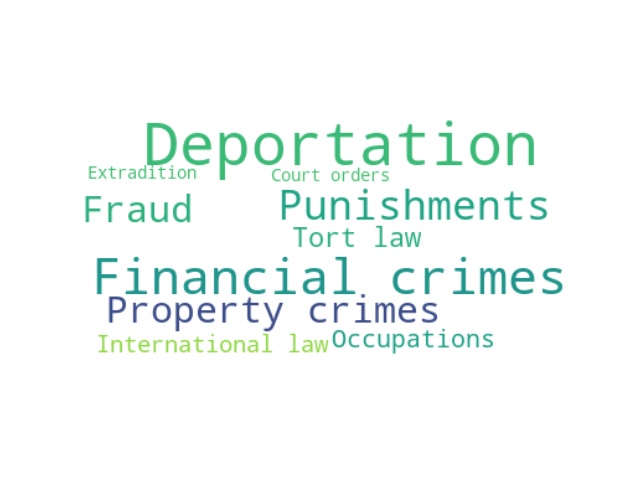 Deportation
Extradition
Court orders
Fraud
Punishments
Tort law
Financial crimes
Property crimes
International law
Occupations